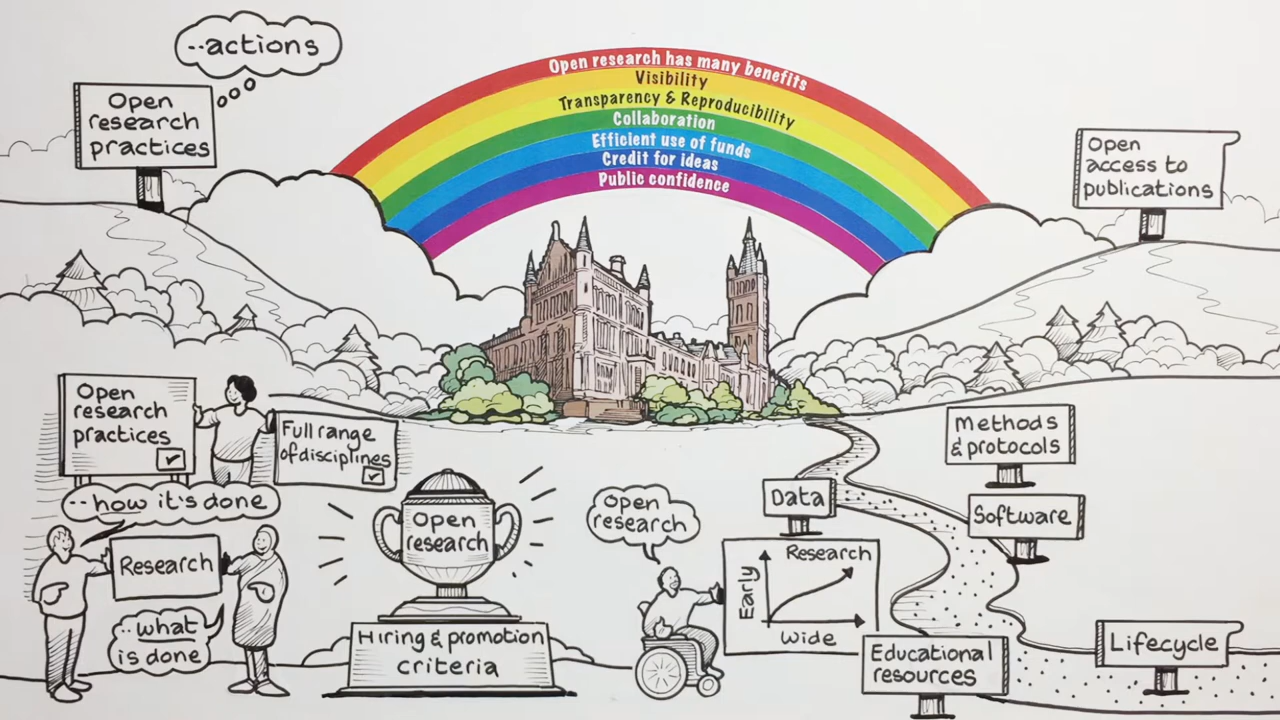 --actions
Open
research
practices
Open research has many benefits
Visibility
Transparency & Reproducibility
Collaboration
Efficient use of funds
Credit for ideas
Public confidence
Open
access to
publications
Open
research
practices
Full range
of disciplines
-- how it's done
Research
-- what
is done
Open
research
Hiring & promotion
criteria
Open
research
Data
Research
Early
Wide
Methods
& protocols
Software
Educational
resources
Lifecycle